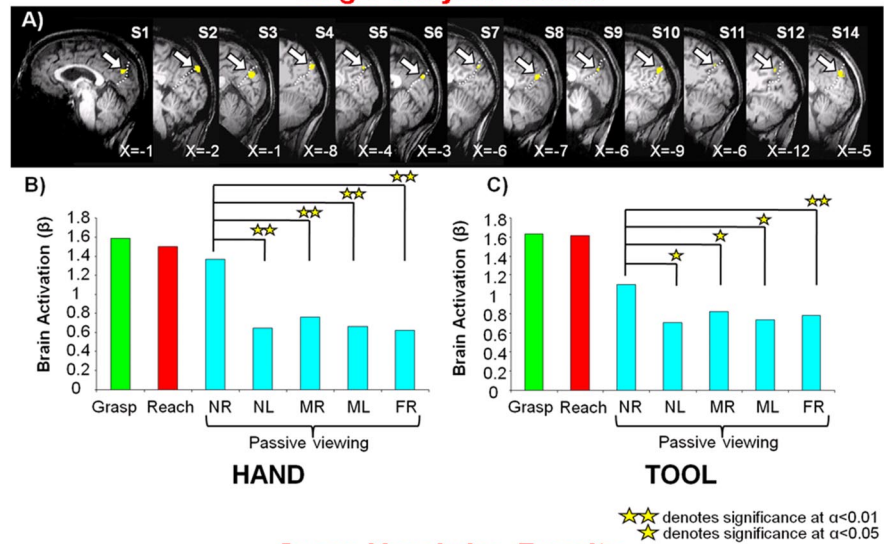 A)
S1 S2 S3 S4 S5 S6 S7 S8 S9 S10 S11 S12 S14
X=-1 X=-2 X=-1 X=-8 X=-4 X=-3 X=-6 X=-7 X=-6 X=-9 X=-6 X=-12 X=-5
B)
Brain Activation (β)
1.8
1.6
1.4
1.2
1
0.8
0.6
0.4
0.2
0
Grasp Reach NR NL MR ML FR
Passive viewing
HAND
C)
Brain Activation (β)
1.8
1.6
1.4
1.2
1
0.8
0.6
0.4
0.2
0
Grasp Reach NR NL MR ML FR
Passive viewing
TOOL
denotes significance at α<0.01
denotes significance at α<0.05